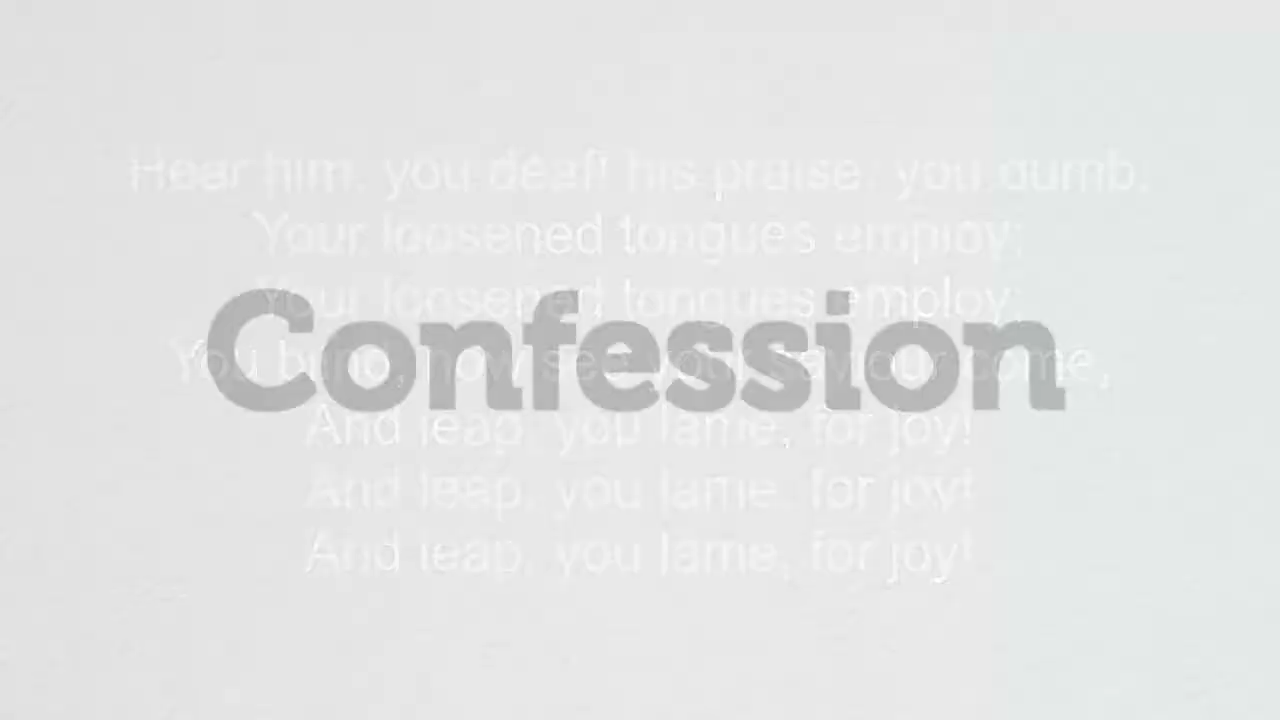 Hear him, you deaf! his praise, you dumb,
Your loosened tongues employ;
Your loosened tongues employ;
Confession
You blind, now see your saviour come,
And leap, you lame, for joy!
And leap, you lame, for joy!
And leap, you lame, for joy!